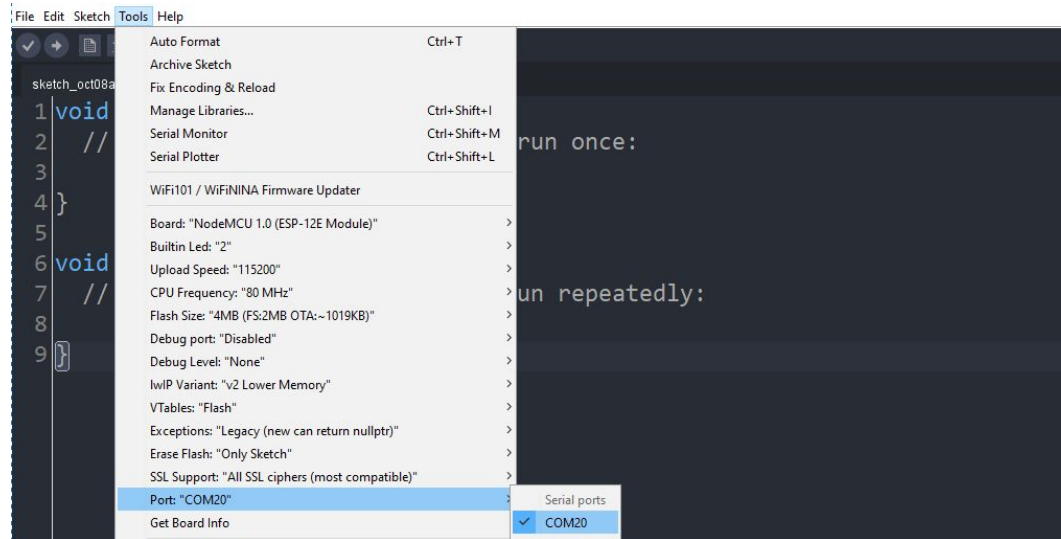 File Edit Sketch Tools Help
sketch_oct08a
Auto Format Ctrl+T
Archive Sketch
Fix Encoding & Reload
Manage Libraries... Ctrl+Shift+I
Serial Monitor Ctrl+Shift+M
Serial Plotter Ctrl+Shift+L
WiFi101 / WiFiNINA Firmware Updater
Board: "NodeMCU 1.0 (ESP-12E Module)"
Builtin Led: "2"
Upload Speed: "115200"
CPU Frequency: "80 MHz"
Flash Size: "4MB (FS:2MB OTA:~1019KB)"
Debug port: "Disabled"
Debug Level: "None"
lwIP Variant: "v2 Lower Memory"
VTables: "Flash"
Exceptions: "Legacy (new can return nullptr)"
Erase Flash: "Only Sketch"
SSL Support: "All SSL ciphers (most compatible)"
Port: "COM20"
Get Board Info
Serial ports
COM20
1 void
2 // run once:
3
4 }
5
6 void
7 // un repeatedly:
8
9 }